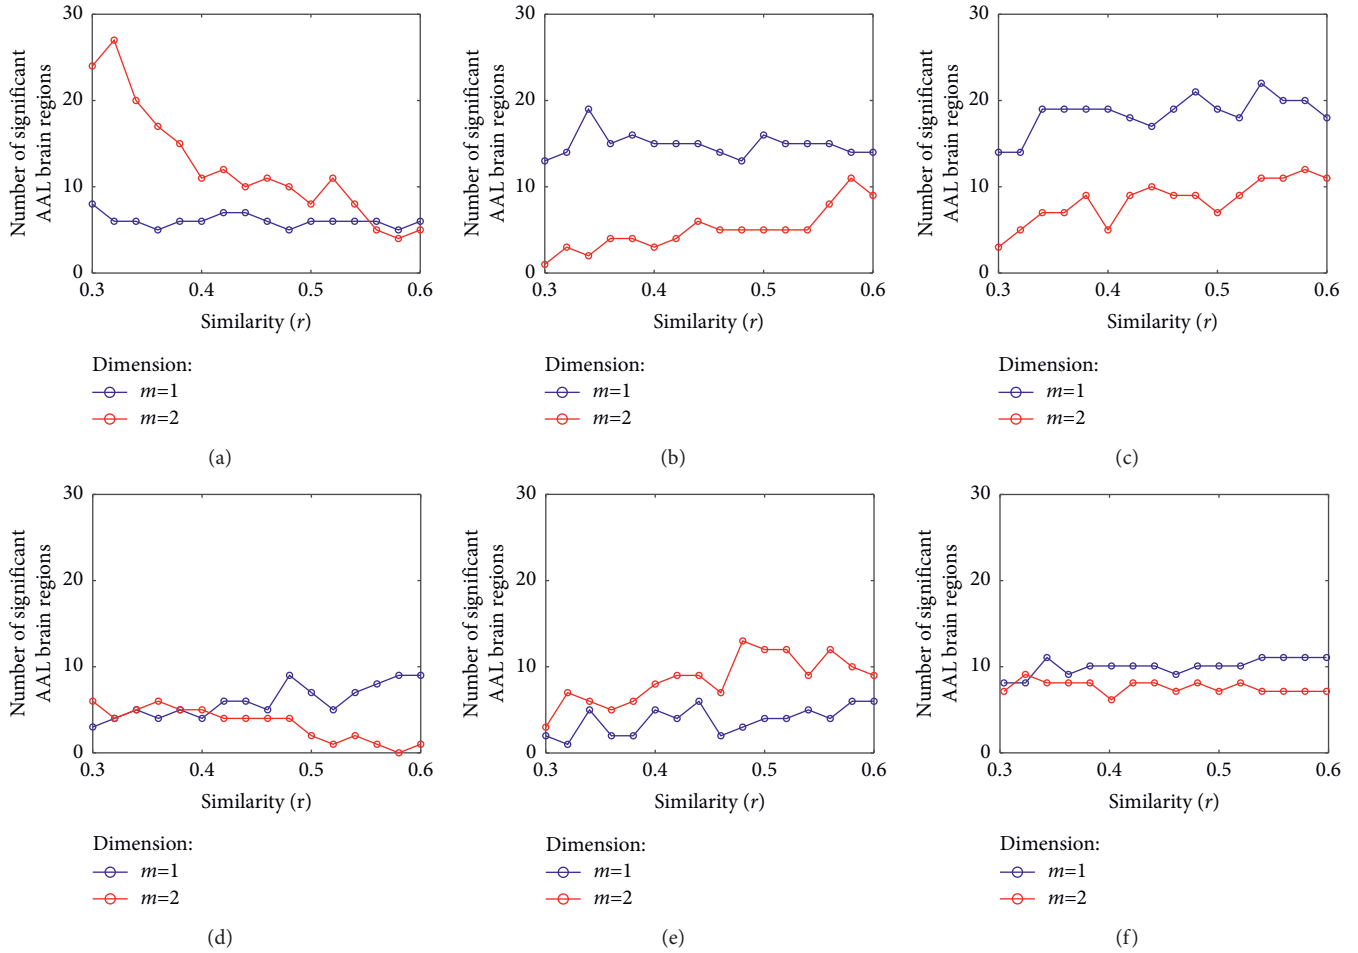 Number of significant
AAL brain regions
30
20
10
0
0.3
0.4
0.5
0.6
Similarity (r)
Dimension:
m=1
m=2
(a)
Number of significant
AAL brain regions
30
20
10
0
0.3
0.4
0.5
0.6
Similarity (r)
Dimension:
m=1
m=2
(b)
Number of significant
AAL brain regions
30
20
10
0
0.3
0.4
0.5
0.6
Similarity (r)
Dimension:
m=1
m=2
(c)
Number of significant
AAL brain regions
30
20
10
0
0.3
0.4
0.5
0.6
Similarity (r)
Dimension:
m=1
m=2
(d)
Number of significant
AAL brain regions
30
20
10
0
0.3
0.4
0.5
0.6
Similarity (r)
Dimension:
m=1
m=2
(e)
Number of significant
AAL brain regions
30
20
10
0
0.3
0.4
0.5
0.6
Similarity (r)
Dimension:
m=1
m=2
(f)